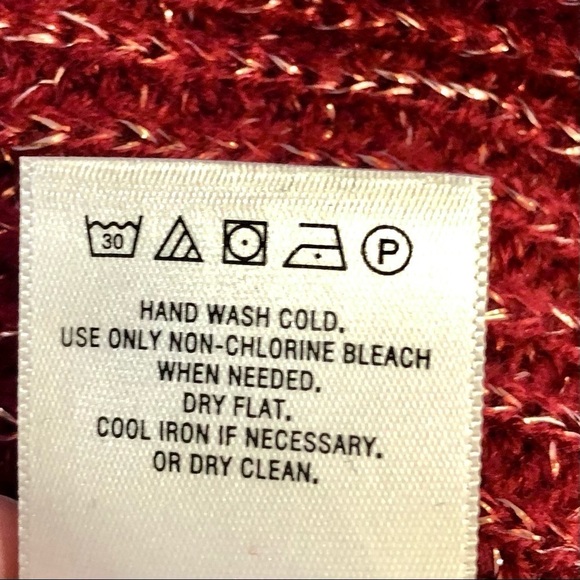 30 P
HAND WASH COLD.
USE ONLY NON-CHLORINE BLEACH
WHEN NEEDED.
DRY FLAT.
COOL IRON IF NECESSARY.
OR DRY CLEAN.